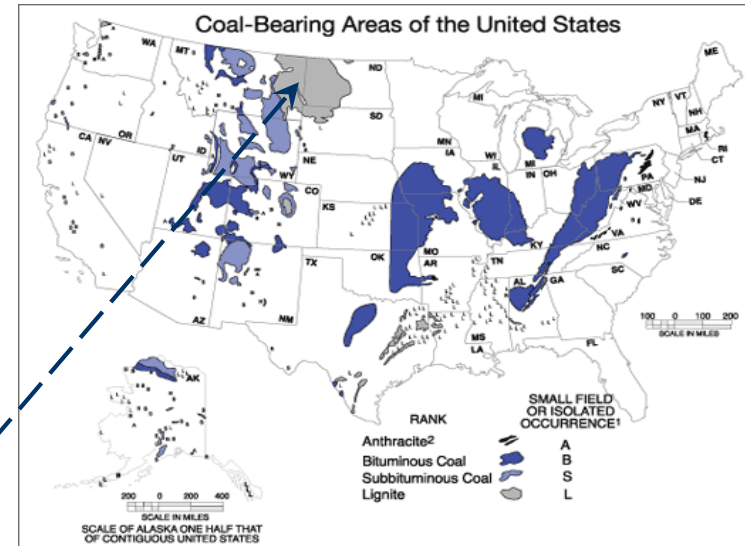 Coal-Bearing Areas of the United States
WA
MT
ND
ME
OR
ID
SD
MN
MI
NY
VT
NH
MA
RI
CT
CA
NV
UT
WY
NE
IA
WI
IL
MI
IN
OH
PA
NJ
MD
DE
WV
VA
CO
KS
MO
KY
NC
AZ
NM
TX
OK
AR
TN
SC
AL
GA
MS
LA
FL
100 0 100 200
SCALE IN MILES
AK
200 0 200 400
SCALE IN MILES
SCALE OF ALASKA ONE HALF THAT
OF CONTIGUOUS UNITED STATES
RANK
SMALL FIELD
OR ISOLATED
OCCURRENCE¹
Anthracite² A
Bituminous Coal B
Subbituminous Coal S
Lignite L